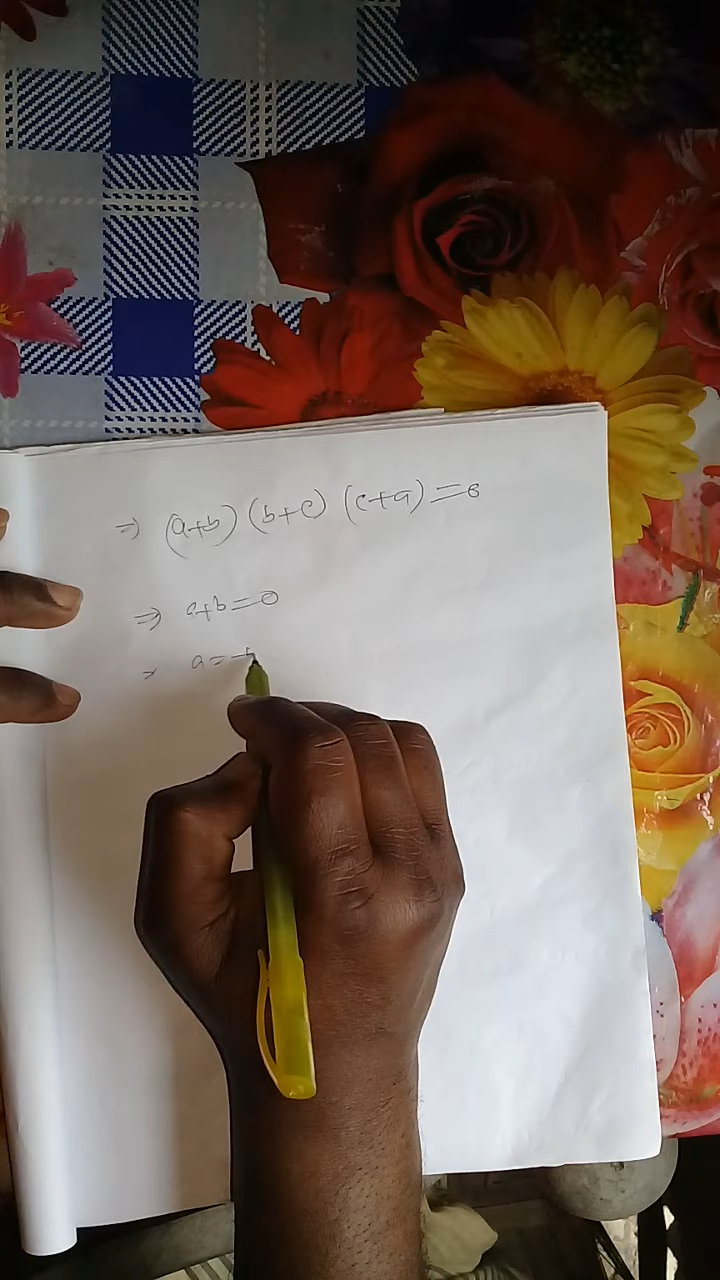 ⇒ (a+b) (b+c) (c+a) = 0
⇒ a+b=0
⇒ a=-